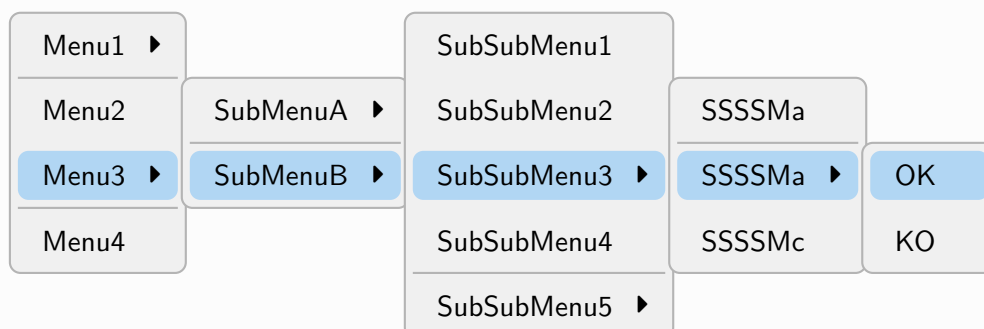 Menu1
Menu2
Menu3
Menu4
SubMenuA
SubMenuB
SubSubMenu1
SubSubMenu2
SubSubMenu3
SubSubMenu4
SubSubMenu5
SSSSMa
SSSSMa
SSSSMc
OK
KO